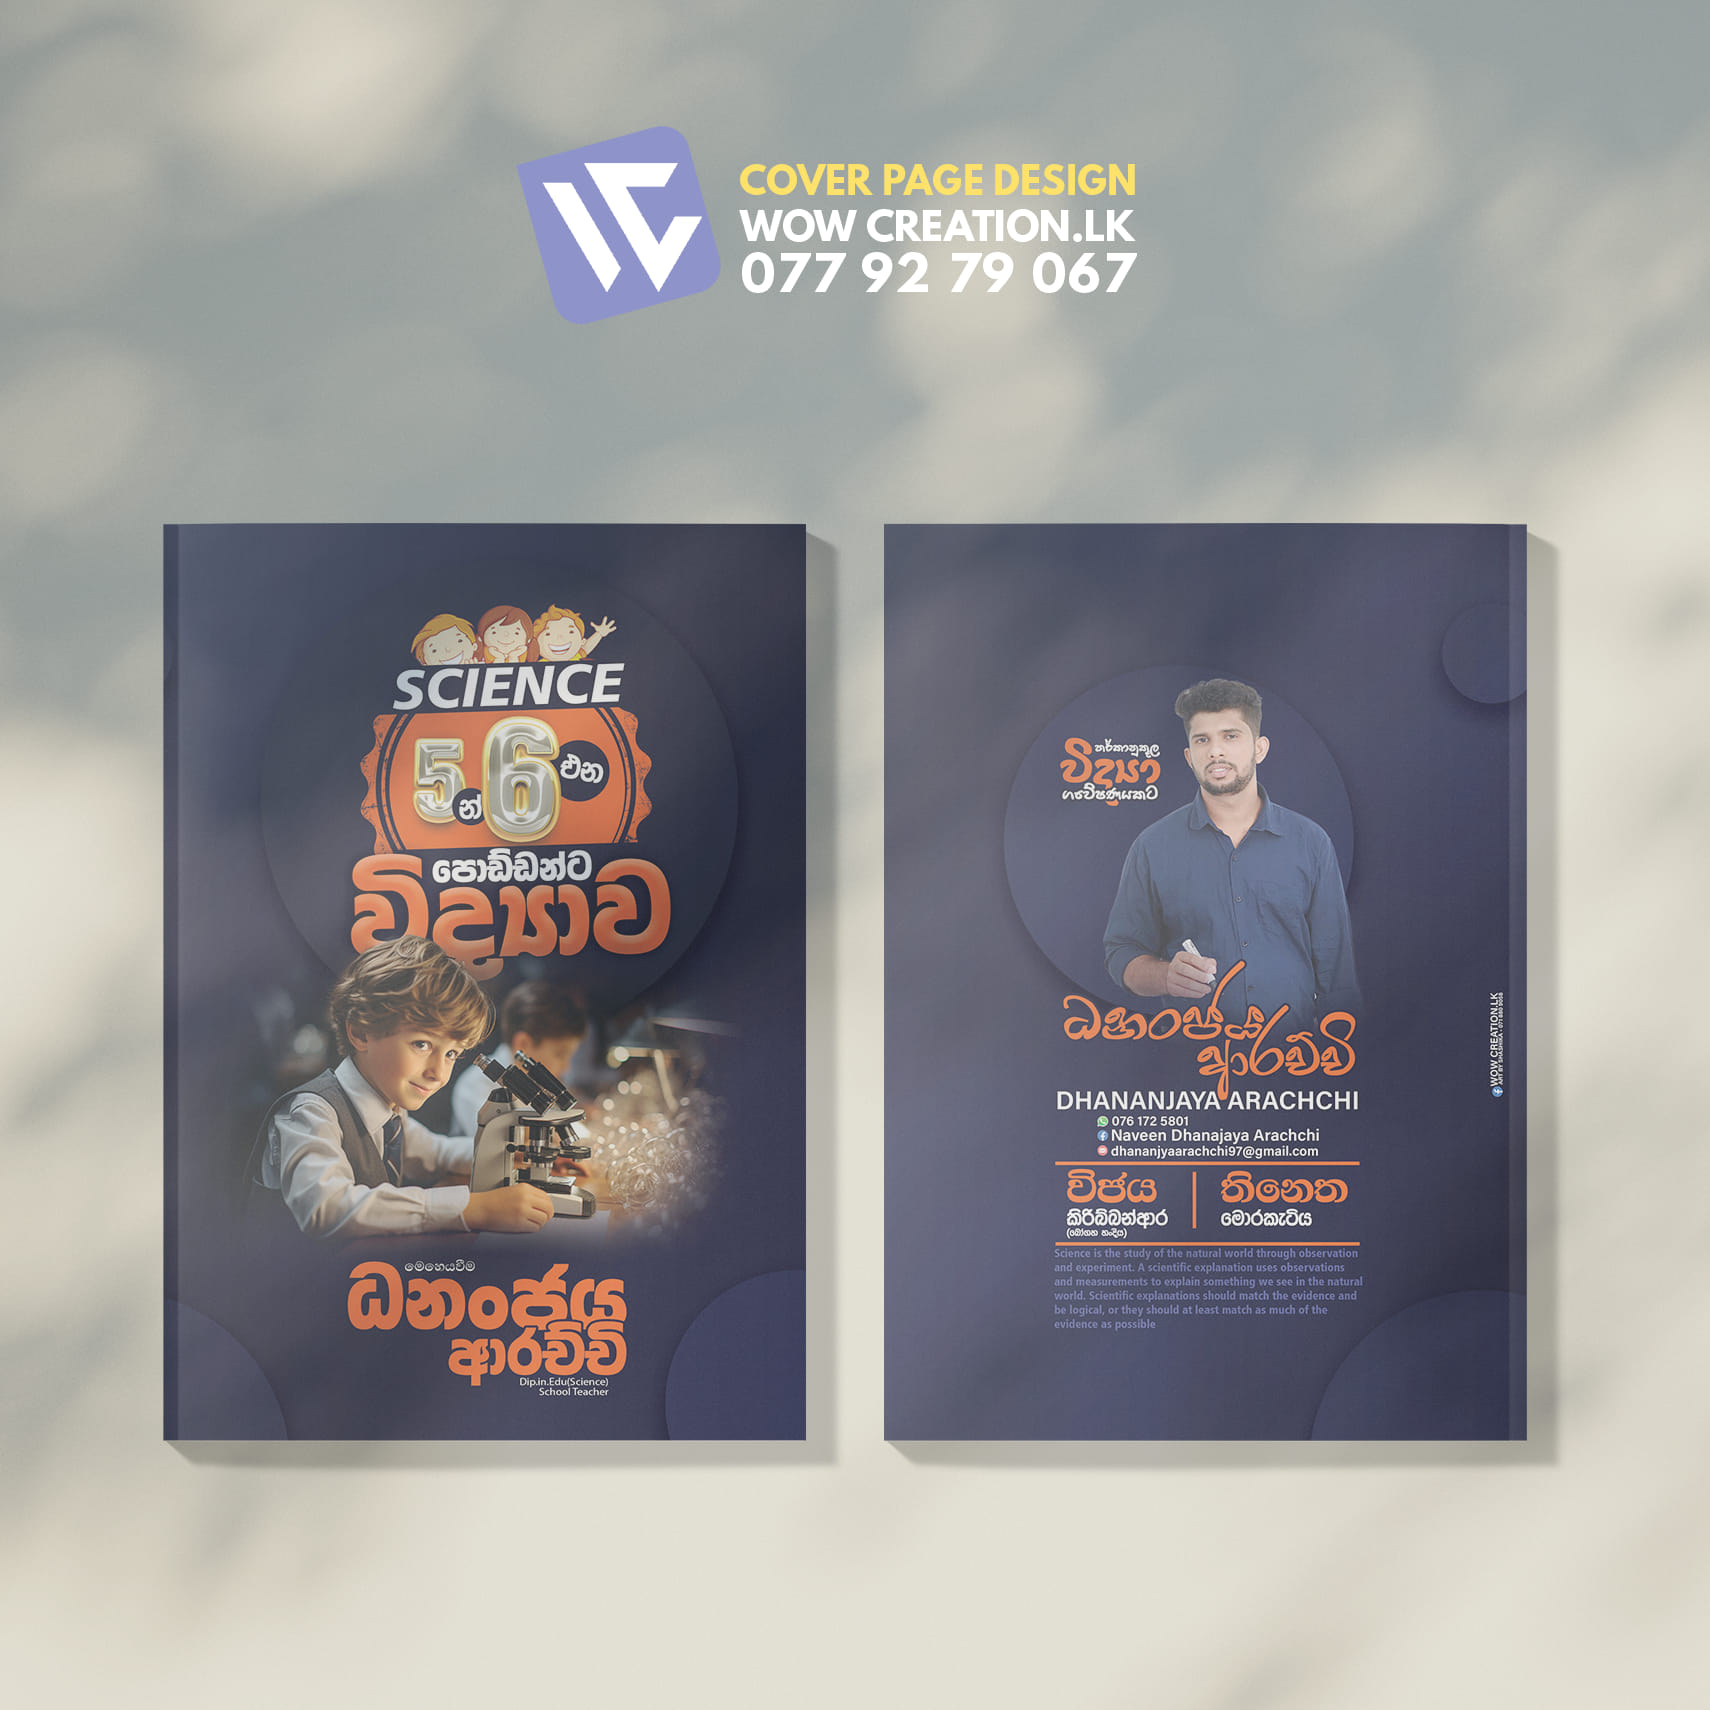 COVER PAGE DESIGN
WOW CREATION.LK
077 92 79 067
SCIENCE
5න් 6 එන
පොඩ්ඩන්ට
විද්‍යාව
මෙහෙයවීම
ධනංජය
ආරච්චි
Dip.in.Edu(Science)
School Teacher
තර්කානුකූල
විද්‍යා
ගවේෂණයකට
ධනංජය
ආරච්චි
DHANANJAYA ARACHCHI
076 172 5801
Naveen Dhanajaya Arachchi
dhananjyaarachchi97@gmail.com
විජය
කිරිබ්බන්ආර
(බෝගහ හංදිය)
තිනෙත
මොරකැටිය
Science is the study of the natural world through observation
and experiment. A scientific explanation uses observations
and measurements to explain something we see in the natural
world. Scientific explanations should match the evidence and
be logical, or they should at least match as much of the
evidence as possible
WOW CREATION.LK